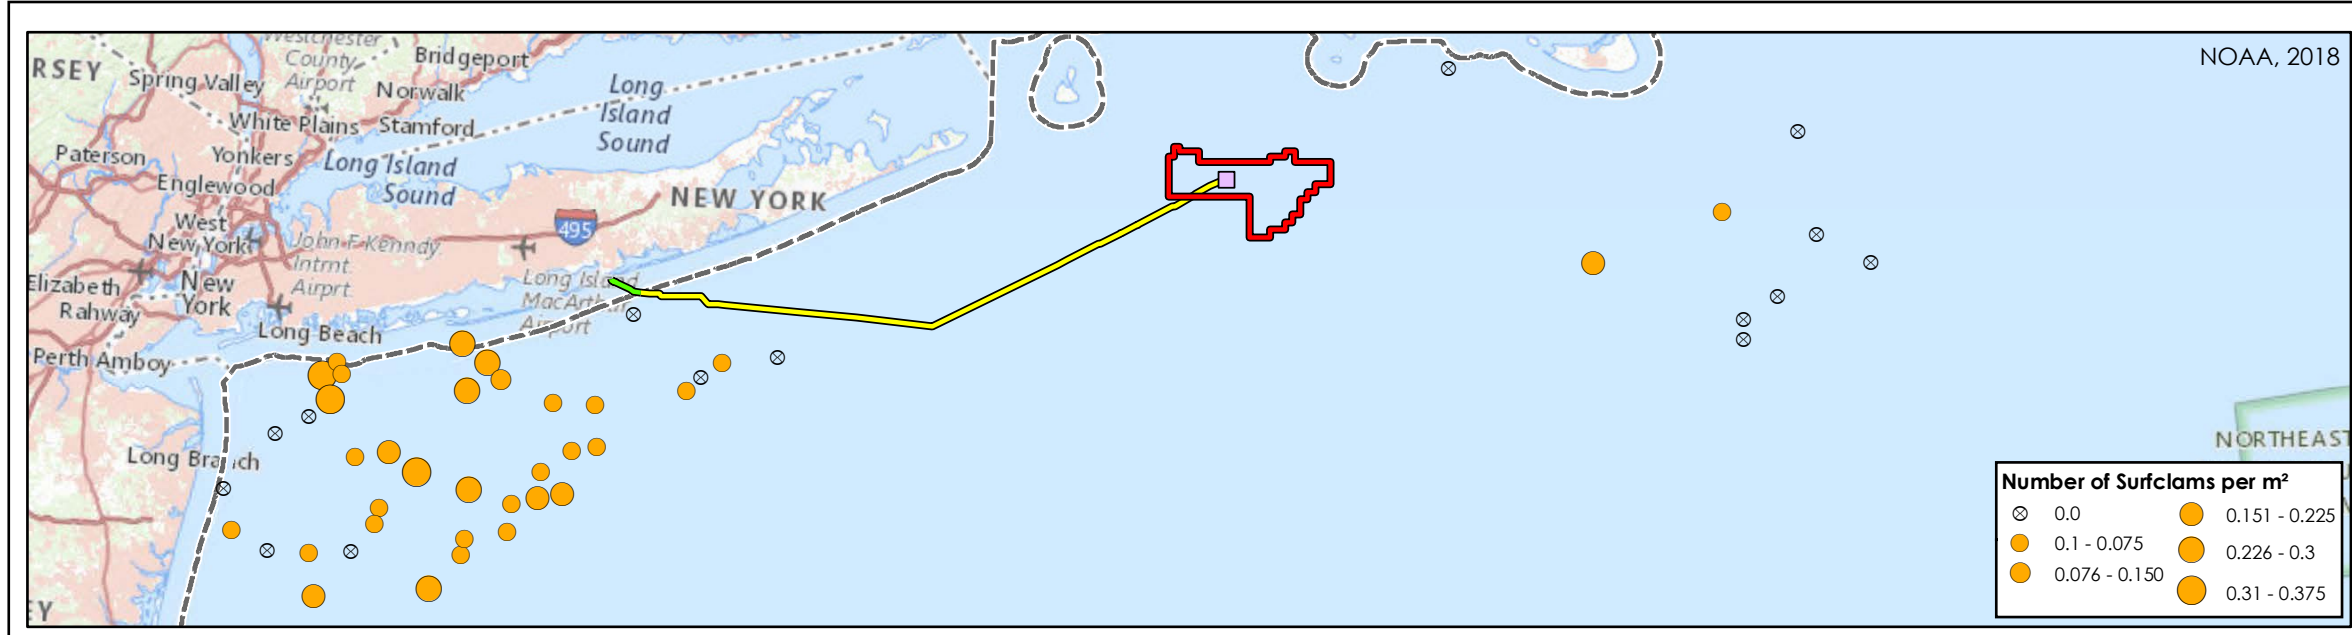 Westchester
County
Airport
Bridgeport
NOAA, 2018
RSEY
Spring Valley
Norwalk
Long
Island
Sound
White Plains
Stamford
Paterson
Yonkers
Long Island
Sound
Englewood
NEW YORK
West
New York
495
John F Kenndy
Intrnt.
Airprt.
Elizabeth
New
York
Long Island
MacArthur
Airport
Rahway
Long Beach
Perth Amboy
Long Branch
NORTHEAST
EY
Number of Surfclams per m²
0.0
0.1 - 0.075
0.076 - 0.150
0.151 - 0.225
0.226 - 0.3
0.31 - 0.375